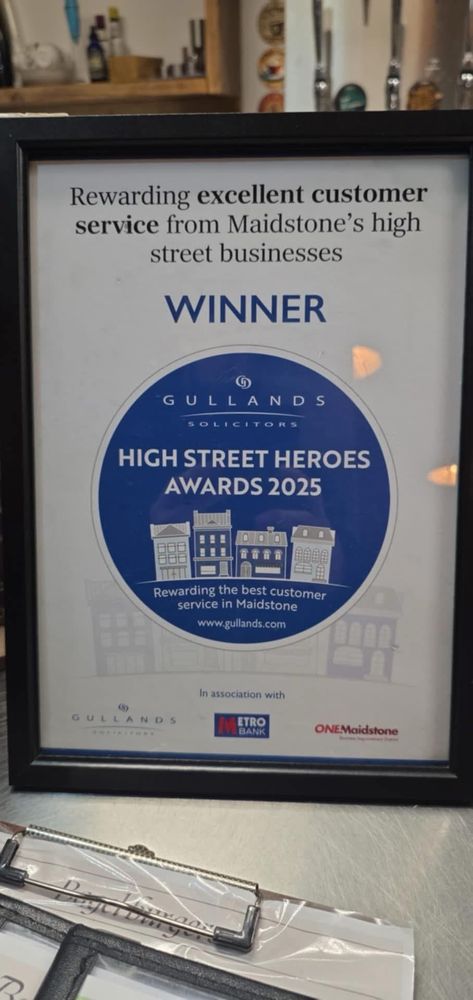 Rewarding excellent customer
service from Maidstone's high
street businesses
WINNER
GULLANDS
SOLICITORS
HIGH STREET HEROES
AWARDS 2025
Rewarding the best customer
service in Maidstone
www.gullands.com
In association with
GULLANDS
SOLICITORS
METRO
BANK
ONEMaidstone